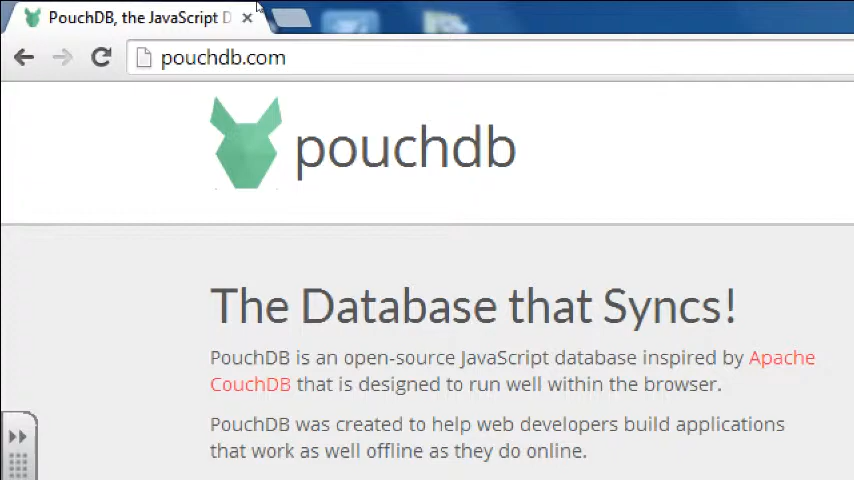 PouchDB, the JavaScript D
pouchdb.com
pouchdb
The Database that Syncs!
PouchDB is an open-source JavaScript database inspired by Apache
CouchDB that is designed to run well within the browser.
PouchDB was created to help web developers build applications
that work as well offline as they do online.